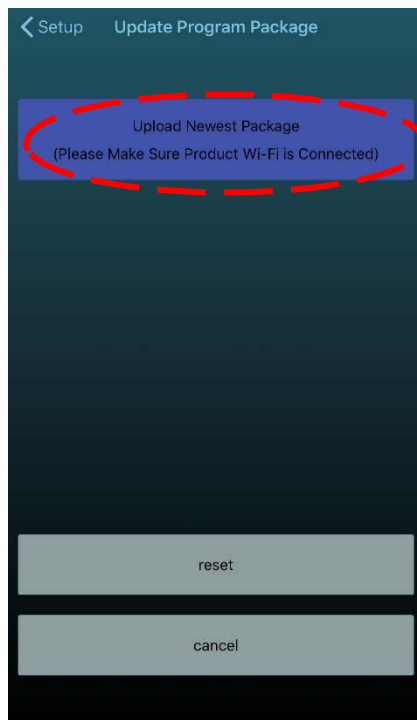 Setup Update Program Package
Upload Newest Package
(Please Make Sure Product Wi-Fi is Connected)
reset
cancel